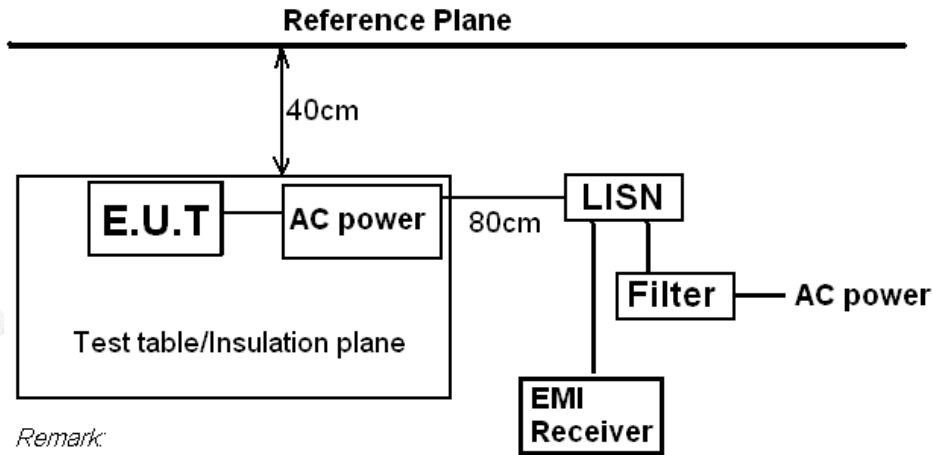 Reference Plane
40cm
E.U.T
AC power
80cm
LISN
Filter
AC power
Test table/Insulation plane
EMI
Receiver
Remark: